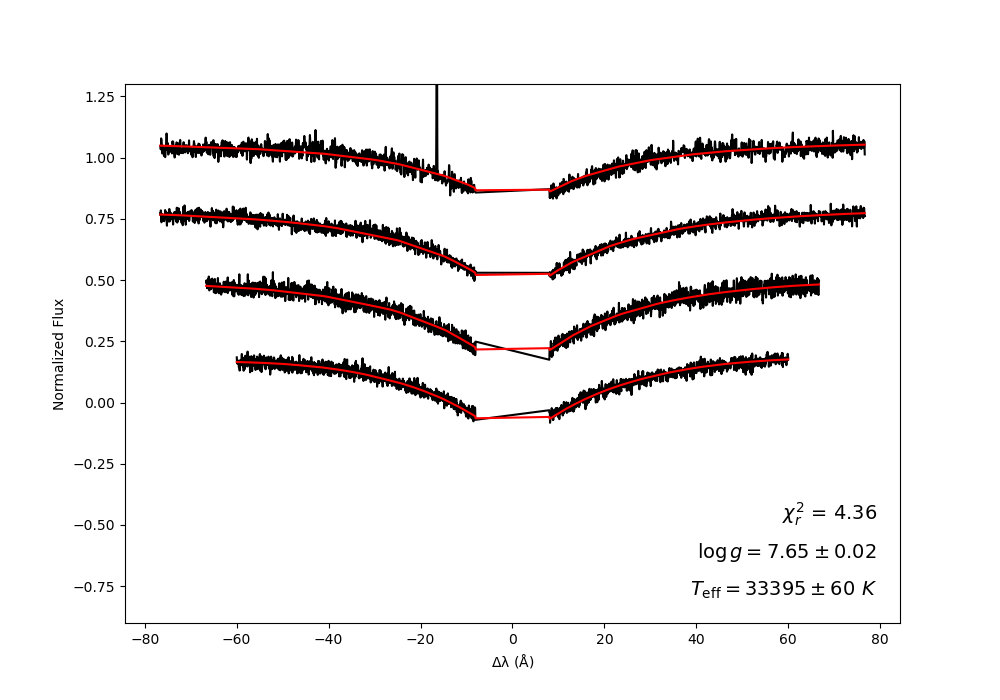 1.25
1.00
0.75
0.50
0.25
0.00
−0.25
−0.50
−0.75
Normalized Flux
χ²ᵣ = 4.36
log g = 7.65 ± 0.02
T_eff = 33395 ± 60 K
−80 −60 −40 −20 0 20 40 60 80
Δλ (Å)